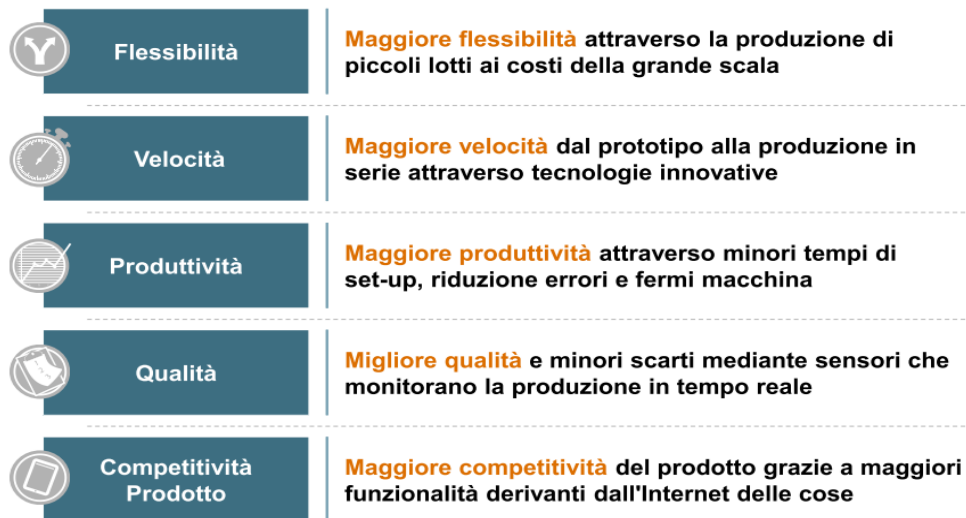 Flessibilità
Maggiore flessibilità attraverso la produzione di
piccoli lotti ai costi della grande scala
Velocità
Maggiore velocità dal prototipo alla produzione in
serie attraverso tecnologie innovative
Produttività
Maggiore produttività attraverso minori tempi di
set-up, riduzione errori e fermi macchina
Qualità
Migliore qualità e minori scarti mediante sensori che
monitorano la produzione in tempo reale
Competitività
Prodotto
Maggiore competitività del prodotto grazie a maggiori
funzionalità derivanti dall'Internet delle cose